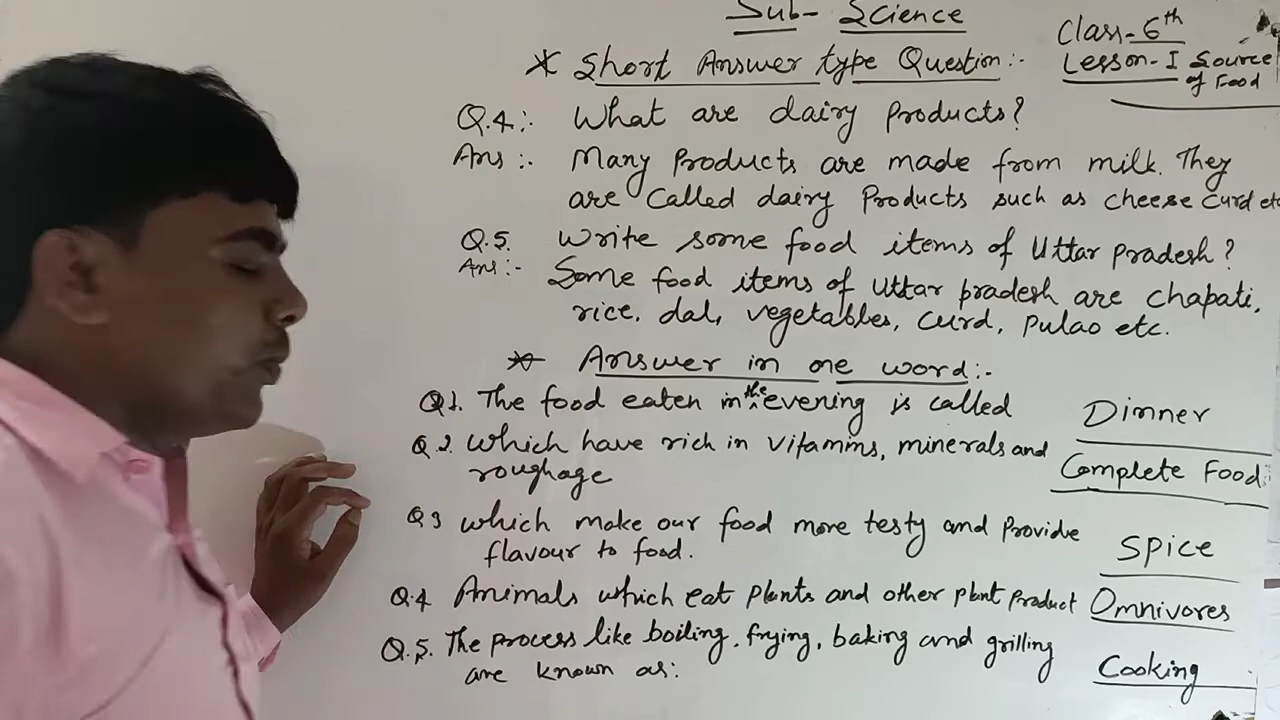 Sub- Science
Class-6th
* Short Answer type Question:-
Lesson-I Source
of Food
Q.4:. What are dairy products?
Ans:. Many products are made from milk. They
are called dairy products such as cheese curd etc
Q.5. Write some food items of Uttar pradesh?
Ans:- Some food items of Uttar pradesh are chapati,
rice, dal, vegetables, curd, pulao etc.
* Answer in one word:-
Q1. The food eaten in the evening is called Dinner
Q.2 which have rich in vitamins, minerals and
roughage Complete Food
Q3 which make our food more testy and provide
flavour to food. Spice
Q.4 Animals which eat plants and other plant product Omnivores
Q.5. The process like boiling, frying, baking and grilling
are known as: Cooking